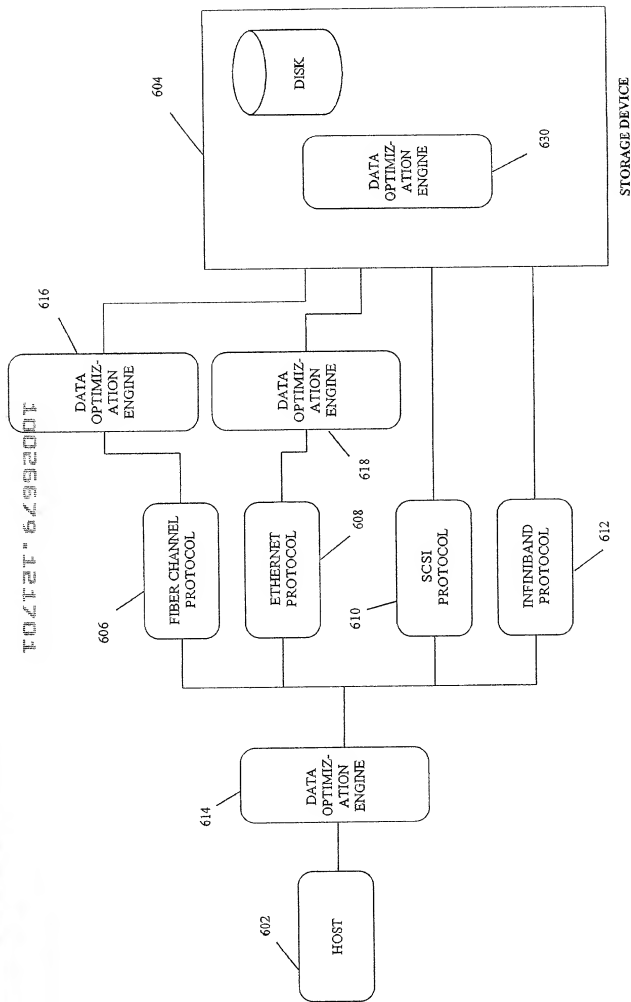 602
HOST
614
DATA
OPTIMIZ-
ATION
ENGINE
606
FIBER CHANNEL
PROTOCOL
ETHERNET
PROTOCOL
608
610
SCSI
PROTOCOL
INFINIBAND
PROTOCOL
612
616
DATA
OPTIMIZ-
ATION
ENGINE
DATA
OPTIMIZ-
ATION
ENGINE
618
604
DISK
DATA
OPTIMIZ-
ATION
ENGINE
630
STORAGE DEVICE
10026679.121701